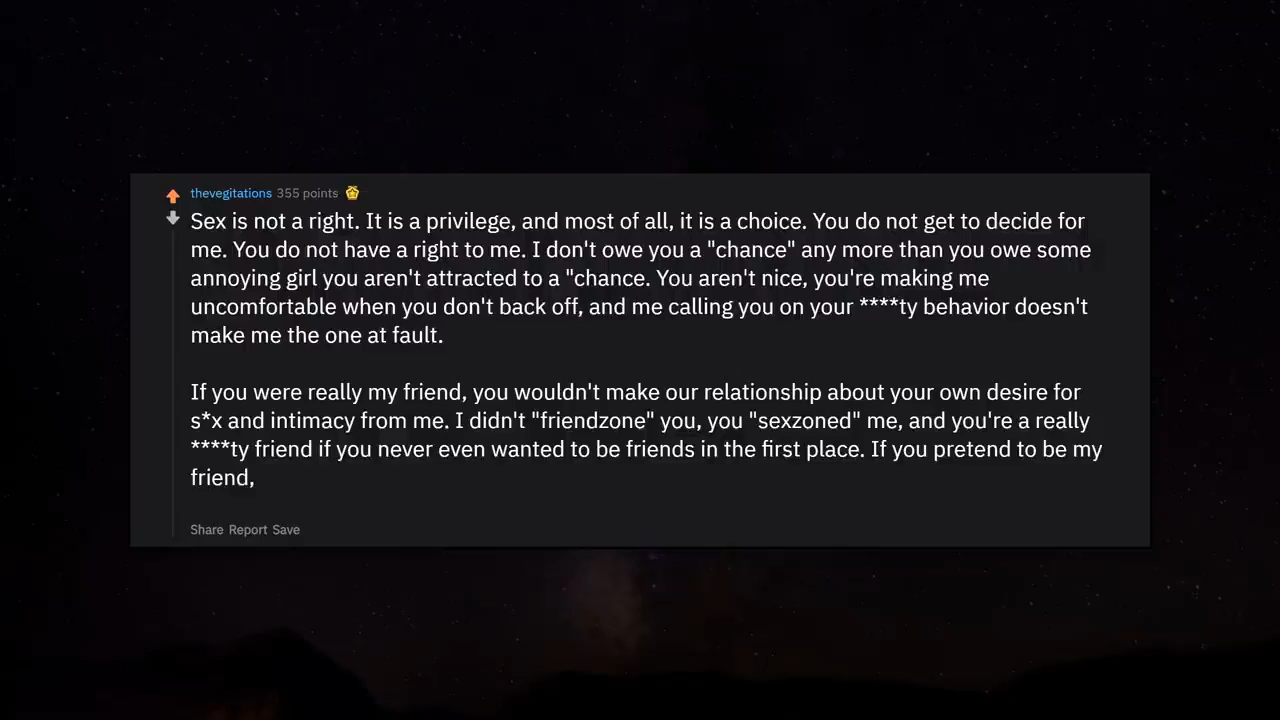 thevegitations 355 points
Sex is not a right. It is a privilege, and most of all, it is a choice. You do not get to decide for
me. You do not have a right to me. I don't owe you a "chance" any more than you owe some
annoying girl you aren't attracted to a "chance. You aren't nice, you're making me
uncomfortable when you don't back off, and me calling you on your ****ty behavior doesn't
make me the one at fault.
If you were really my friend, you wouldn't make our relationship about your own desire for
s*x and intimacy from me. I didn't "friendzone" you, you "sexzoned" me, and you're a really
****ty friend if you never even wanted to be friends in the first place. If you pretend to be my
friend,
Share Report Save